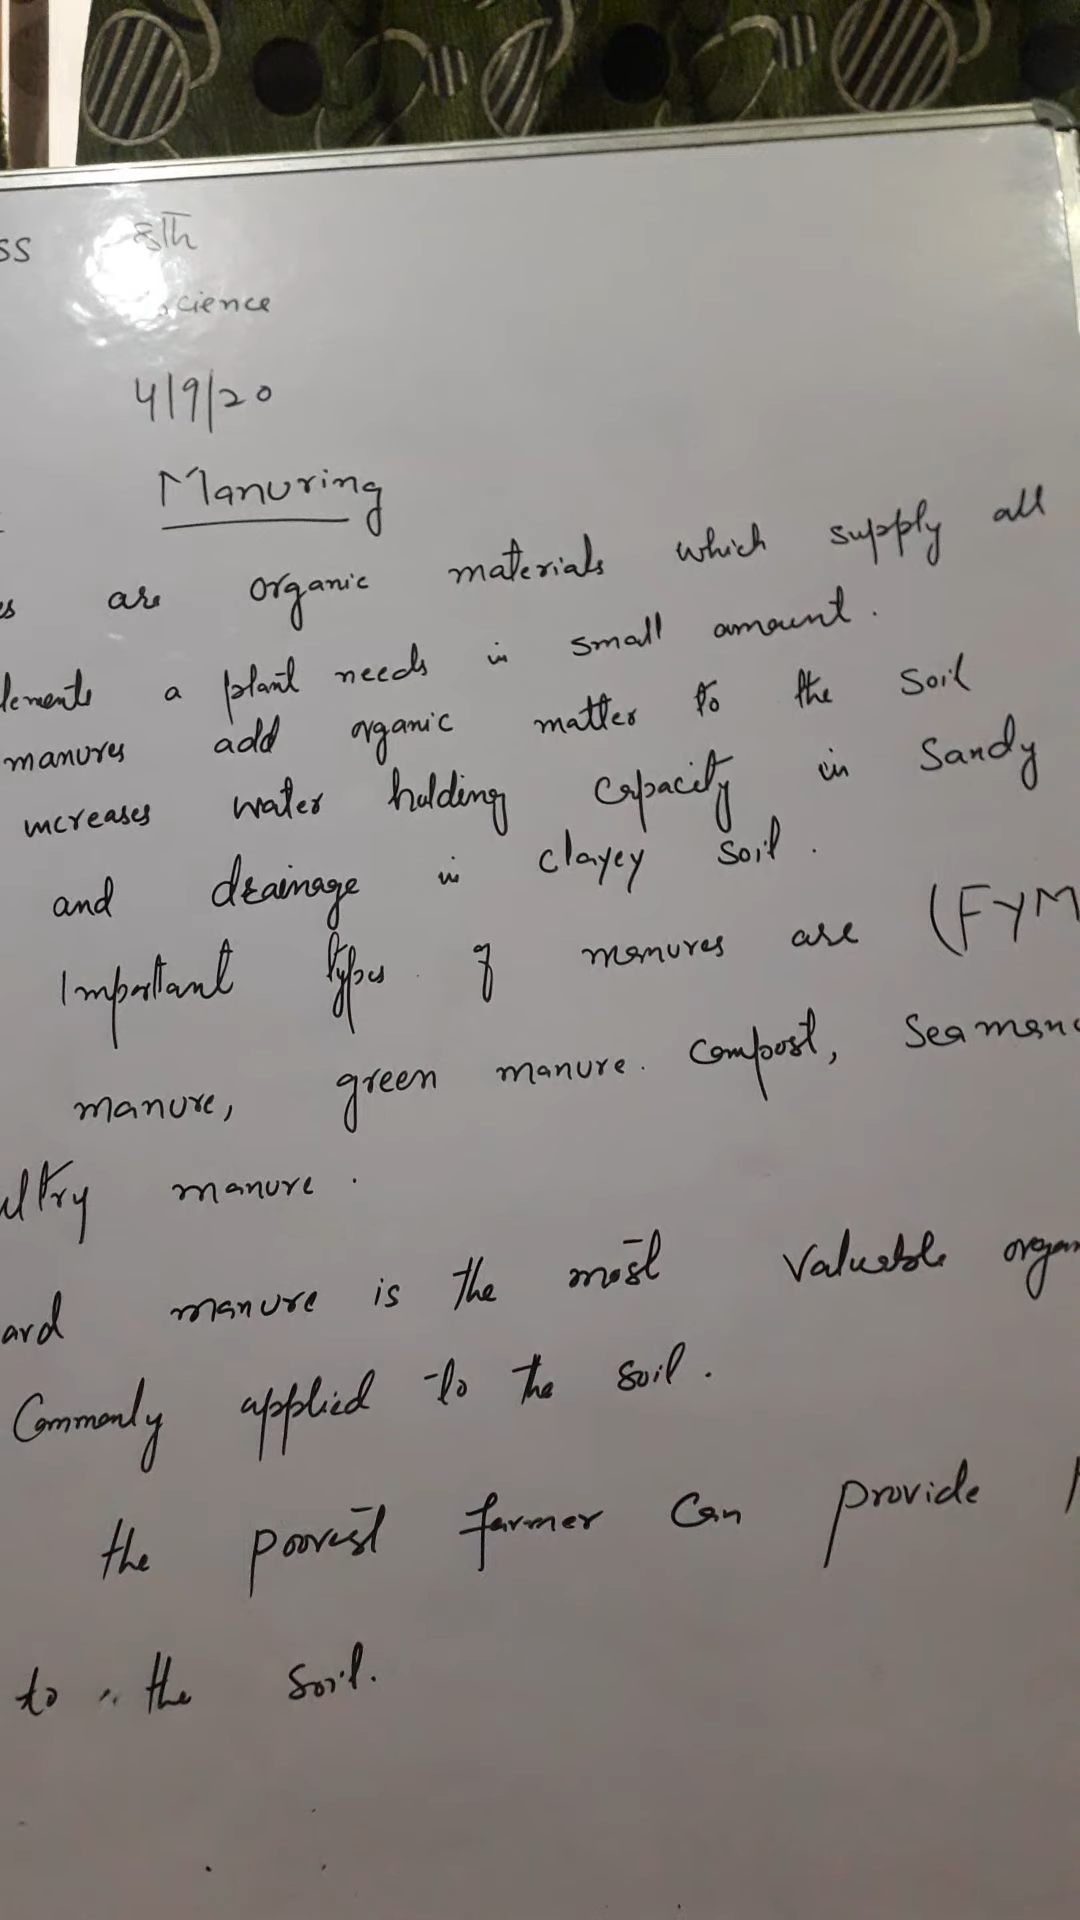 ss 8th
cience
4/9/20
Manuring
es are organic materials which supply all
lements a plant needs in small amount.
manures add organic matter to the soil
increases water holding capacity in Sandy
and drainage in clayey soil.
Important types of manures are (FYM
manure, green manure. Compost, Sea manu
ultry manure.
ard manure is the most Valuable organ
Commonly applied to the soil.
the poorest farmer can provide
to the soil.